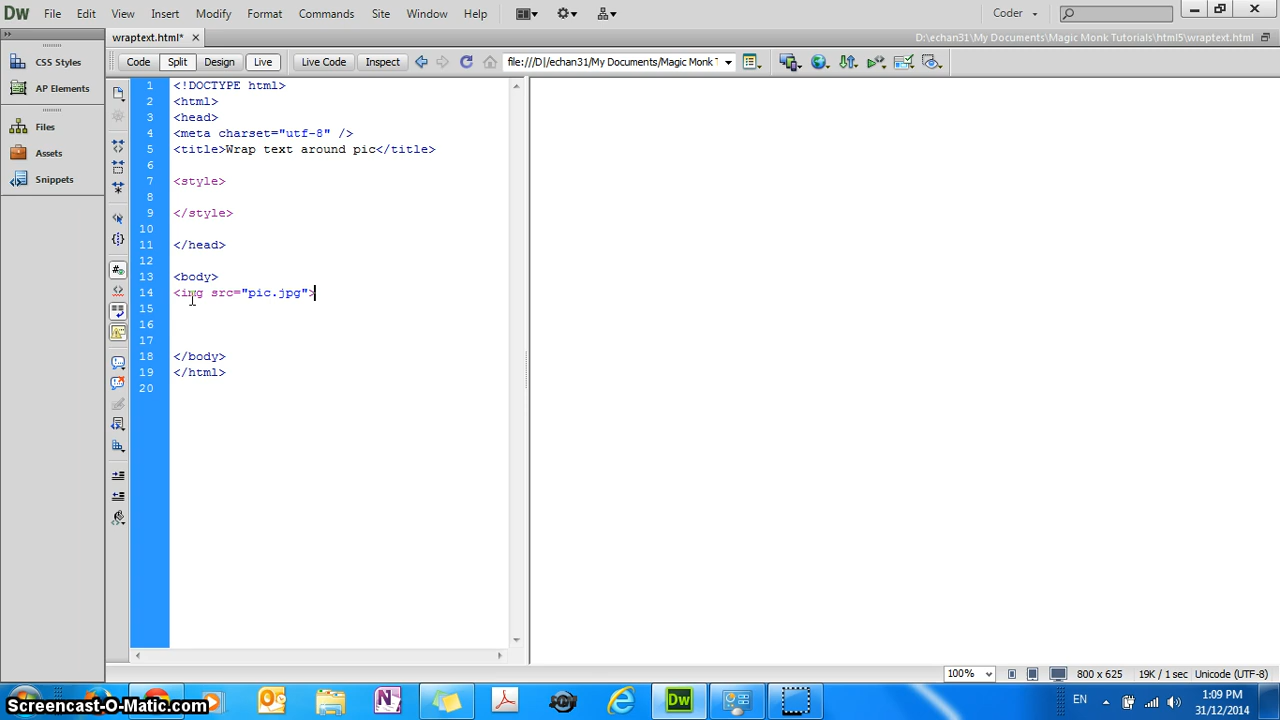 Dw File Edit View Insert Modify Format Commands Site Window Help Coder
wraptext.html* × D:\echan31\My Documents\Magic Monk Tutorials\html5\wraptext.html
Code Split Design Live Live Code Inspect file:///D|/echan31/My Documents/Magic Monk T
CSS Styles
AP Elements
Files
Assets
Snippets
1 <!DOCTYPE html>
2 <html>
3 <head>
4 <meta charset="utf-8" />
5 <title>Wrap text around pic</title>
6
7 <style>
8
9 </style>
10
11 </head>
12
13 <body>
14 <img src="pic.jpg">
15
16
17
18 </body>
19 </html>
20
100% 800 x 625 19K / 1 sec Unicode (UTF-8)
EN 1:09 PM
31/12/2014
Screencast-O-Matic.com